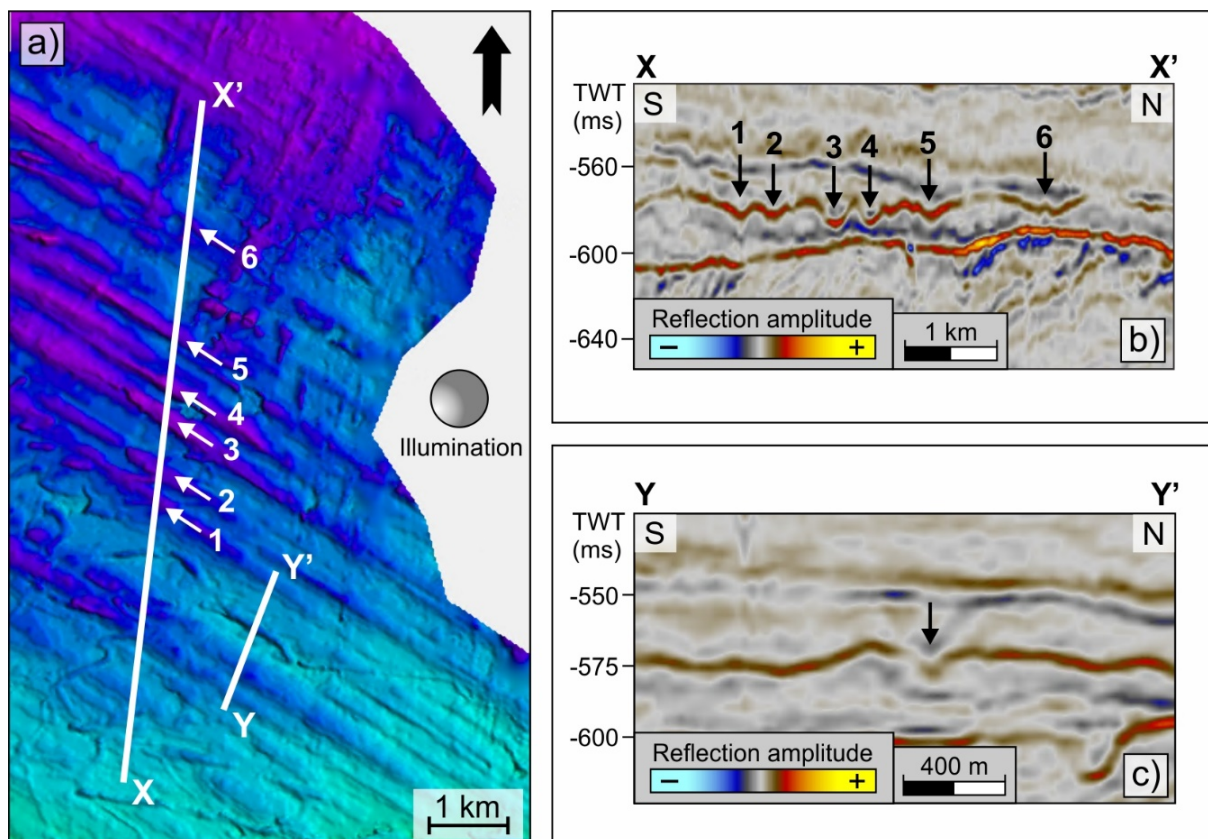 a)
X'
6
5
4
3
2
1
Illumination
Y'
Y
X
1 km
X X'
TWT
(ms)
S N
1 2 3 4 5 6
-560
-600
-640
Reflection amplitude
− +
1 km
b)
Y Y'
TWT
(ms)
S N
-550
-575
-600
Reflection amplitude
− +
400 m
c)